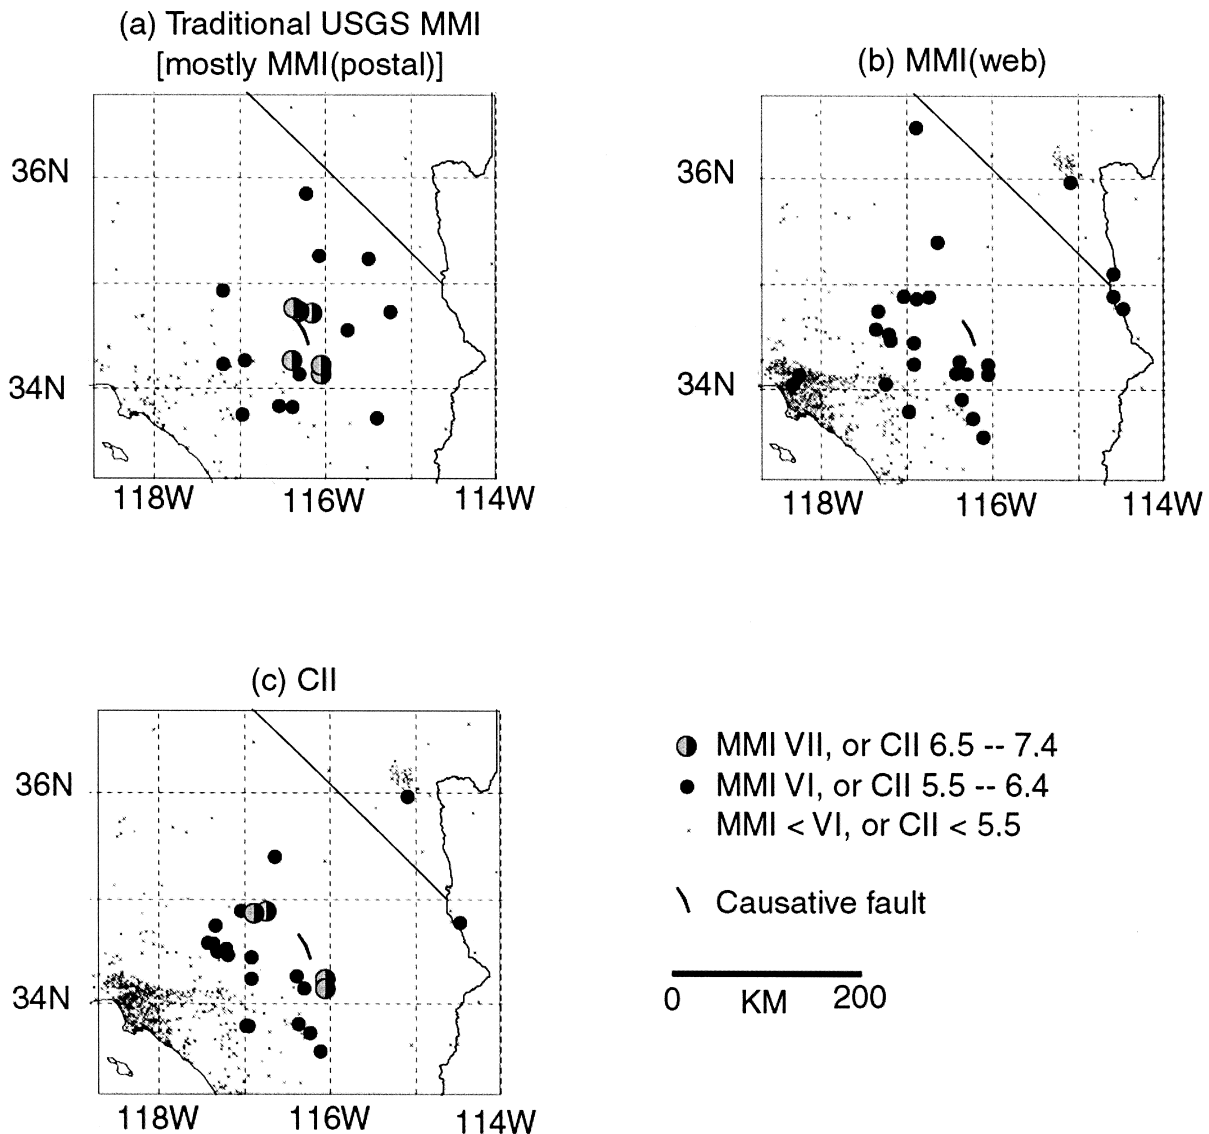 (a) Traditional USGS MMI
[mostly MMI(postal)]
36N
34N
118W 116W 114W
(b) MMI(web)
36N
34N
118W 116W 114W
(c) CII
36N
34N
118W 116W 114W
MMI VII, or CII 6.5 -- 7.4
MMI VI, or CII 5.5 -- 6.4
MMI < VI, or CII < 5.5
Causative fault
0 KM 200